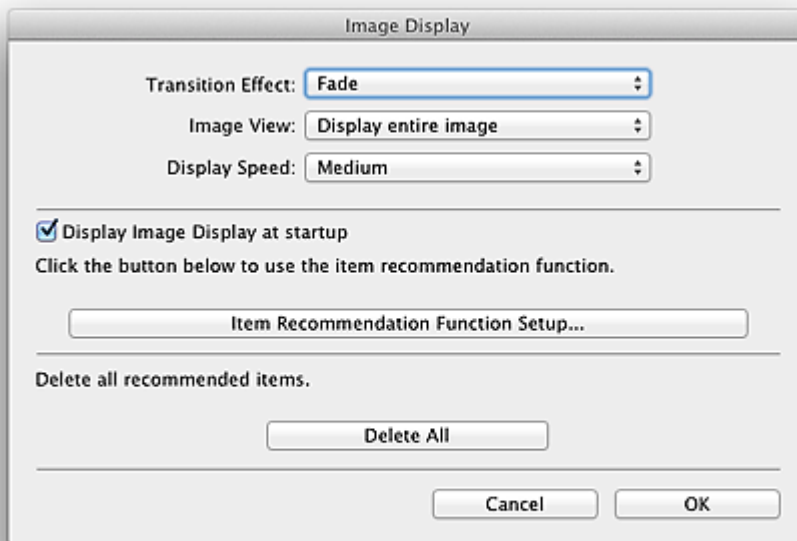 Image Display
Transition Effect: Fade
Image View: Display entire image
Display Speed: Medium
Display Image Display at startup
Click the button below to use the item recommendation function.
Item Recommendation Function Setup...
Delete all recommended items.
Delete All
Cancel OK